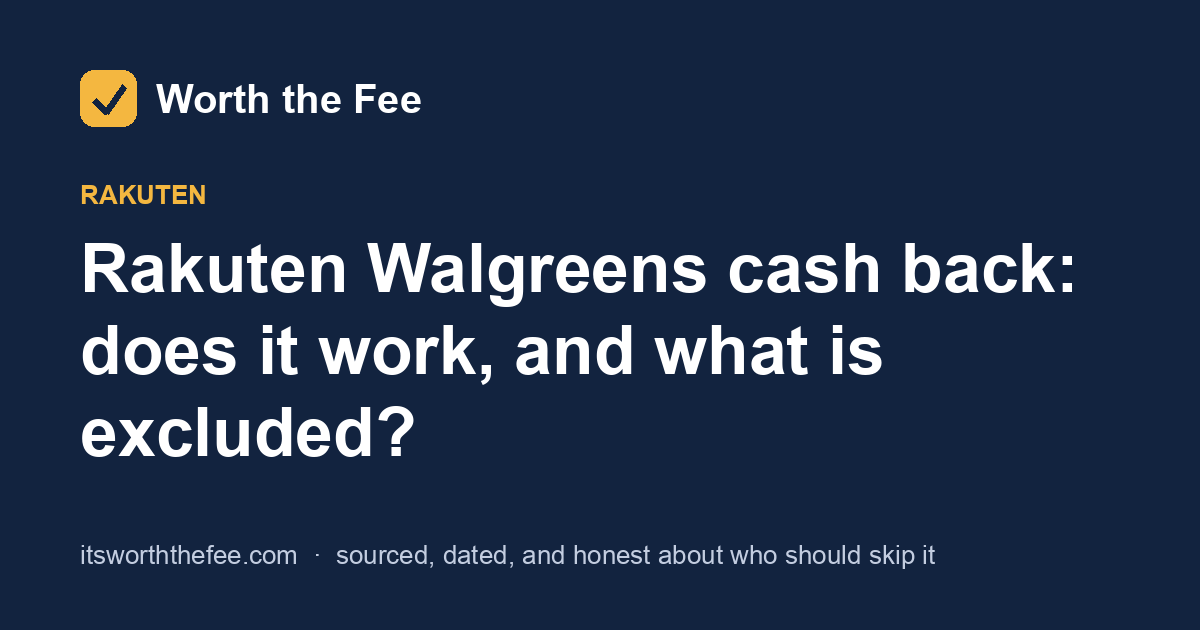 Worth the Fee
RAKUTEN
Rakuten Walgreens cash back:
does it work, and what is
excluded?
itsworththefee.com · sourced, dated, and honest about who should skip it